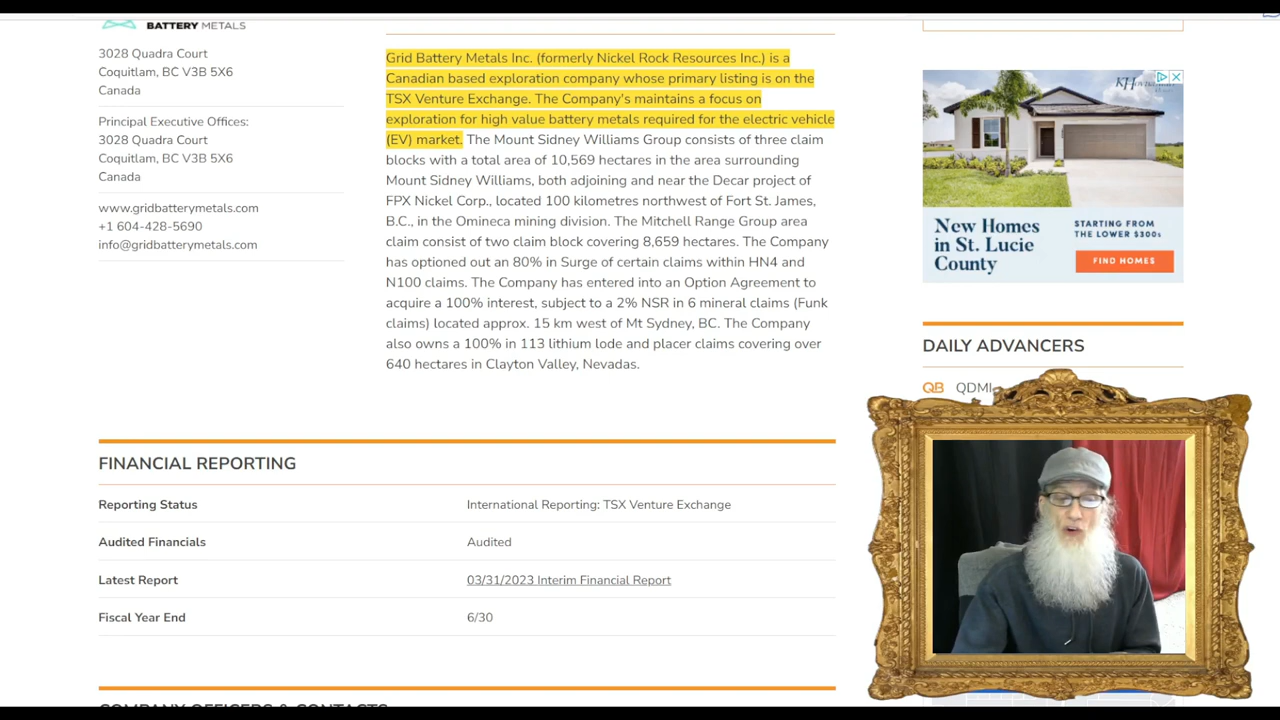 BATTERY METALS
3028 Quadra Court
Coquitlam, BC V3B 5X6
Canada
Principal Executive Offices:
3028 Quadra Court
Coquitlam, BC V3B 5X6
Canada
www.gridbatterymetals.com
+1 604-428-5690
info@gridbatterymetals.com
Grid Battery Metals Inc. (formerly Nickel Rock Resources Inc.) is a
Canadian based exploration company whose primary listing is on the
TSX Venture Exchange. The Company's maintains a focus on
exploration for high value battery metals required for the electric vehicle
(EV) market. The Mount Sidney Williams Group consists of three claim
blocks with a total area of 10,569 hectares in the area surrounding
Mount Sidney Williams, both adjoining and near the Decar project of
FPX Nickel Corp., located 100 kilometres northwest of Fort St. James,
B.C., in the Omineca mining division. The Mitchell Range Group area
claim consist of two claim block covering 8,659 hectares. The Company
has optioned out an 80% in Surge of certain claims within HN4 and
N100 claims. The Company has entered into an Option Agreement to
acquire a 100% interest, subject to a 2% NSR in 6 mineral claims (Funk
claims) located approx. 15 km west of Mt Sydney, BC. The Company
also owns a 100% in 113 lithium lode and placer claims covering over
640 hectares in Clayton Valley, Nevadas.
New Homes
in St. Lucie
County
STARTING FROM
THE LOWER $300s
FIND HOMES
DAILY ADVANCERS
QB QDMI
FINANCIAL REPORTING
Reporting Status International Reporting: TSX Venture Exchange
Audited Financials Audited
Latest Report 03/31/2023 Interim Financial Report
Fiscal Year End 6/30
COMPANY OFFICERS & CONTACTS